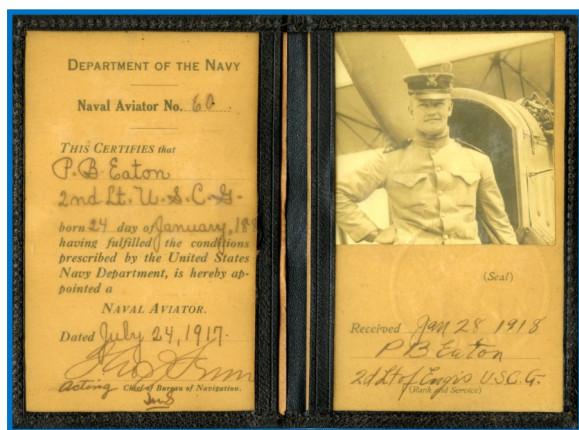 DEPARTMENT OF THE NAVY
Naval Aviator No. 60.
THIS CERTIFIES that
P.B. Eaton
2nd Lt. U.S.C.G.
born 24 day of January, 188
having fulfilled the conditions
prescribed by the United States
Navy Department, is hereby ap-
pointed a
NAVAL AVIATOR.
Dated July 24, 1917.
Acting Chief of Bureau of Navigation.
(Seal)
Received Jan 28 1918
P B Eaton
2d Lt of Engrs U.S.C.G.
(Rank and Service)